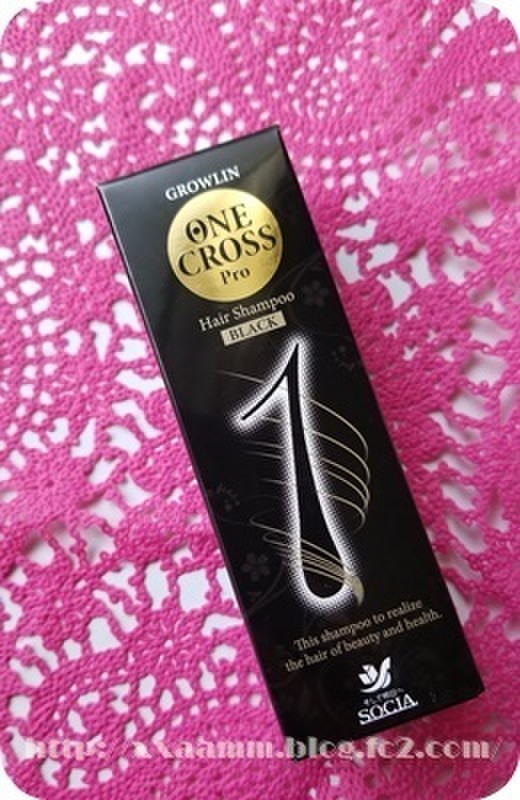 GROWLIN
ONE
CROSS
Pro
Hair Shampoo
BLACK
1
This shampoo to realize
the hair of beauty and health.
SOCIA
http://axaamm.blog.fc2.com/